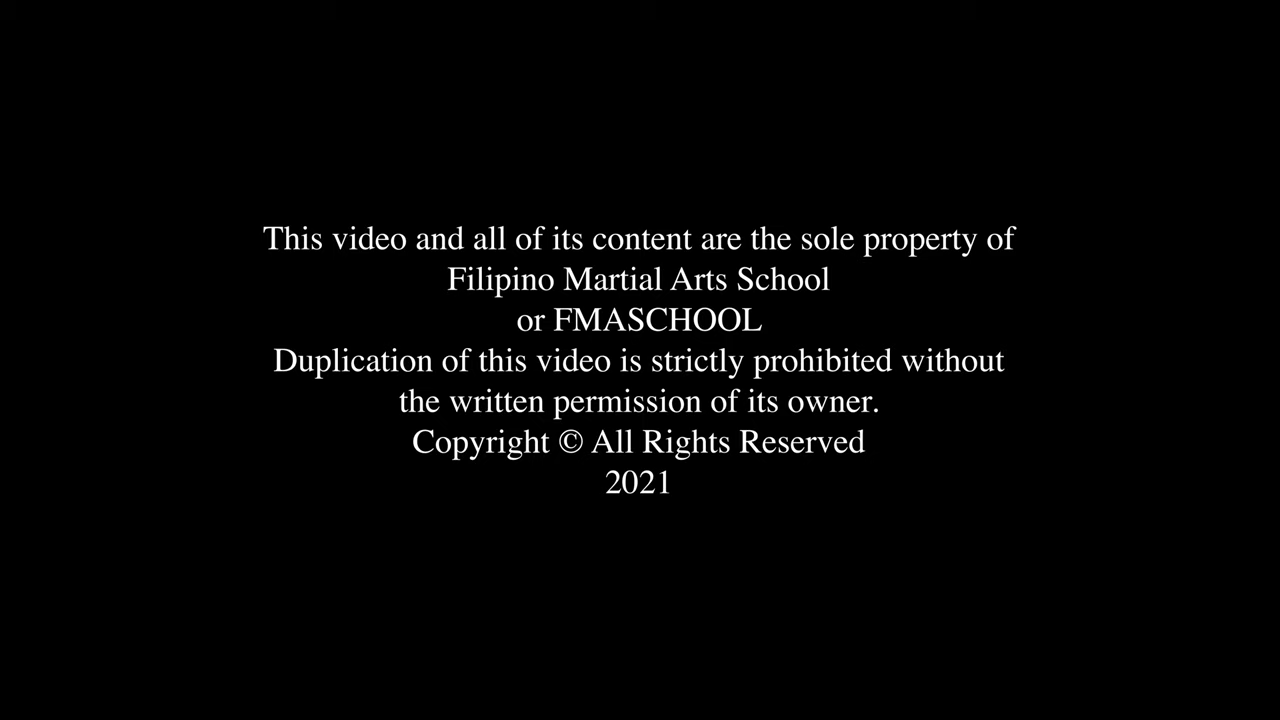 This video and all of its content are the sole property of
Filipino Martial Arts School
or FMASCHOOL
Duplication of this video is strictly prohibited without
the written permission of its owner.
Copyright © All Rights Reserved
2021